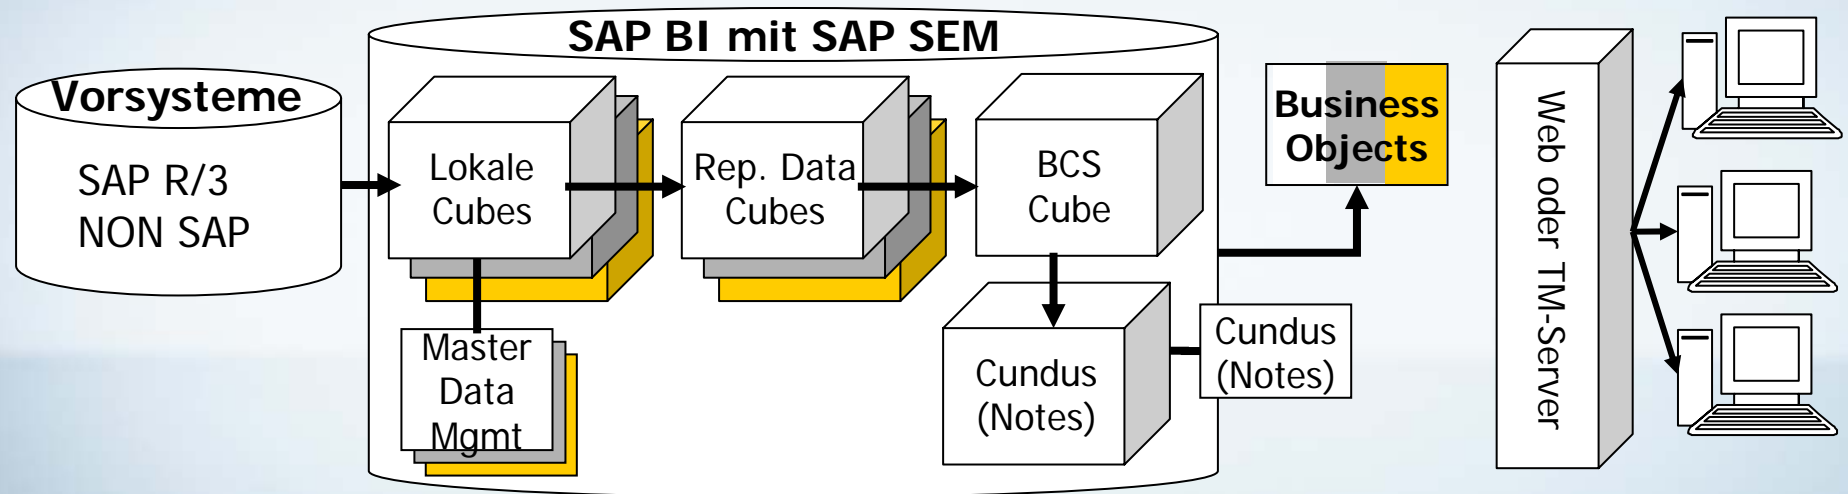 SAP BI mit SAP SEM
Vorsysteme
SAP R/3
NON SAP
Lokale
Cubes
Rep. Data
Cubes
BCS
Cube
Master
Data
Mgmt
Cundus
(Notes)
Cundus
(Notes)
Business
Objects
Web oder TM-Server